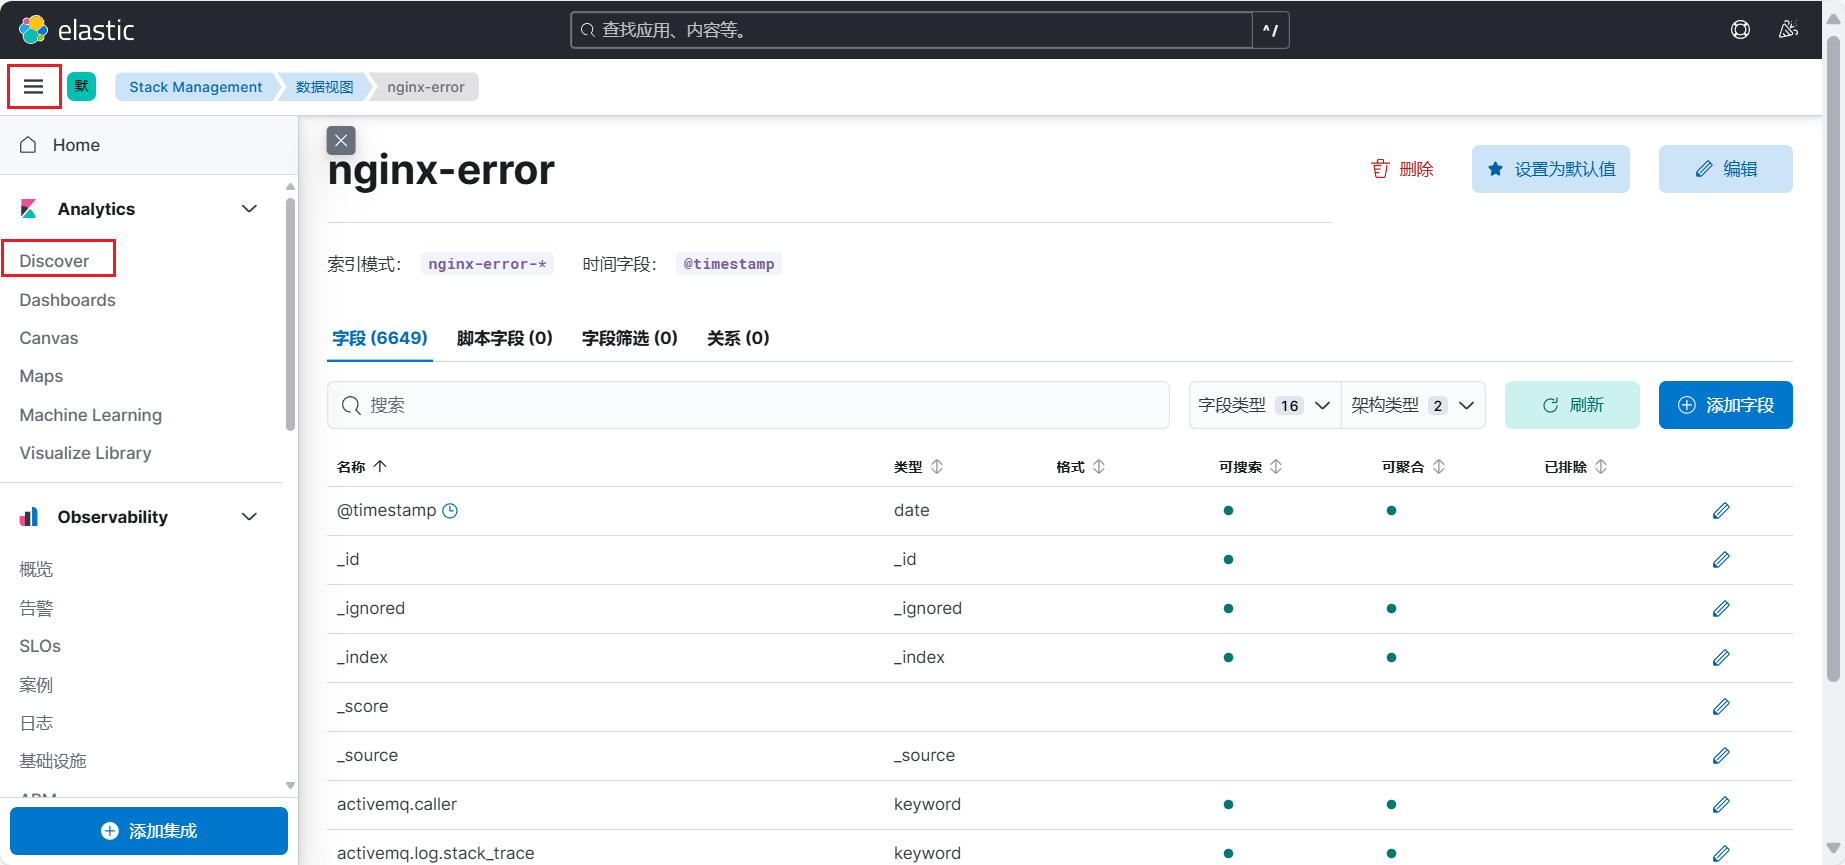 elastic
查找应用、内容等。
^/
默
Stack Management
数据视图
nginx-error
Home
Analytics
Discover
Dashboards
Canvas
Maps
Machine Learning
Visualize Library
Observability
概览
告警
SLOs
案例
日志
基础设施
APM
添加集成
nginx-error
删除
设置为默认值
编辑
索引模式： nginx-error-* 时间字段： @timestamp
字段 (6649) 脚本字段 (0) 字段筛选 (0) 关系 (0)
搜索
字段类型 16 架构类型 2 刷新 添加字段
名称 类型 格式 可搜索 可聚合 已排除
@timestamp date
_id _id
_ignored _ignored
_index _index
_score
_source _source
activemq.caller keyword
activemq.log.stack_trace keyword